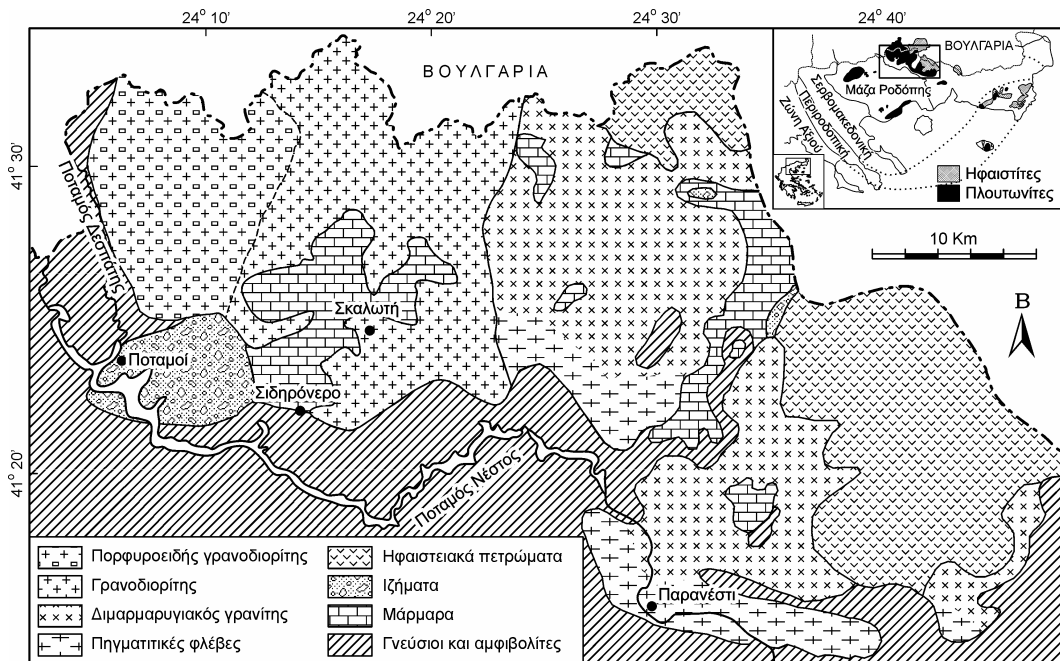 24° 10' 24° 20' 24° 30' 24° 40'
ΒΟΥΛΓΑΡΙΑ
ΒΟΥΛΓΑΡΙΑ
Μάζα Ροδόπης
Σερβομακεδονική
Περιροδοπική
Ζώνη Αξιού
Ηφαιστίτες
Πλουτωνίτες
41° 30'
Ποταμός Δεσπάτης
10 Km
Β
Σκαλωτή
Ποταμοί
Σιδηρόνερο
41° 20'
Ποταμός Νέστος
Παρανέστι
Πορφυροειδής γρανοδιορίτης
Γρανοδιορίτης
Διμαρμαρυγιακός γρανίτης
Πηγματιτικές φλέβες
Ηφαιστειακά πετρώματα
Ιζήματα
Μάρμαρα
Γνεύσιοι και αμφιβολίτες